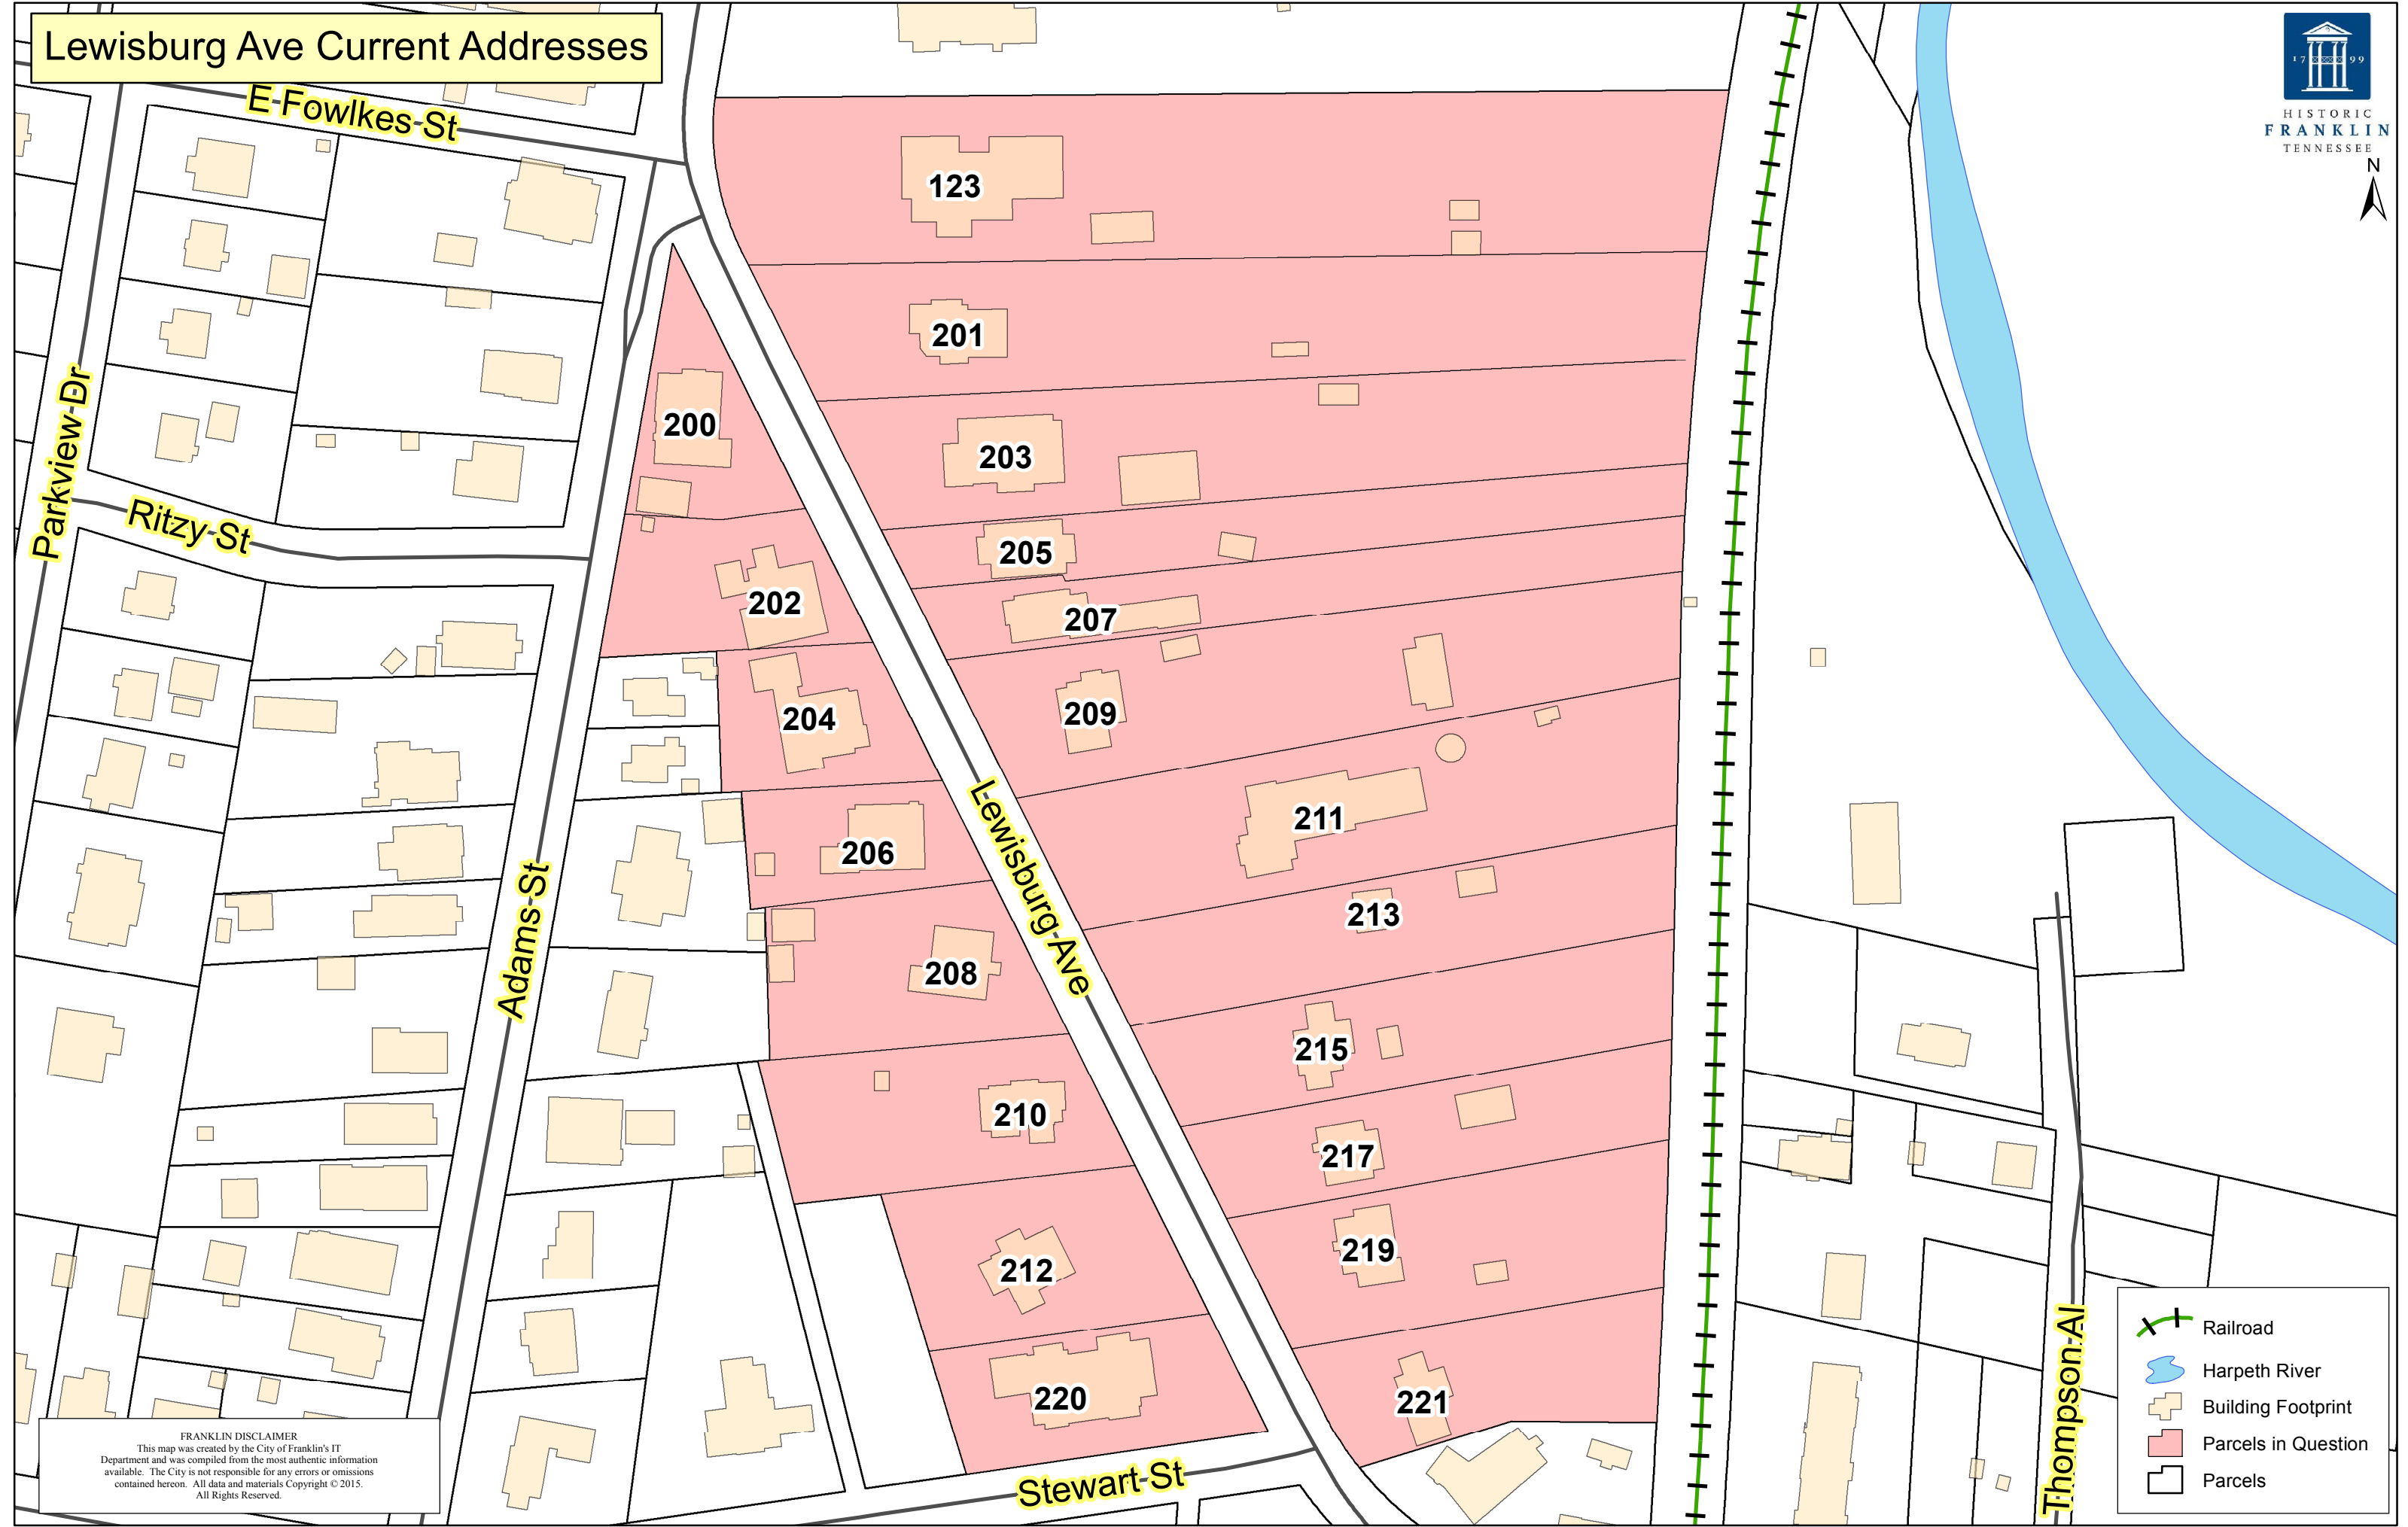 Lewisburg Ave Current Addresses
17 99
HISTORIC
FRANKLIN
TENNESSEE
N
E Fowlkes St
123
201
Parkview Dr
200
203
Ritzy St
205
202
207
204
209
Lewisburg Ave
211
206
Adams St
213
208
215
210
217
219
212
220
221
Stewart St
Thompson Al
Railroad
Harpeth River
Building Footprint
Parcels in Question
Parcels
FRANKLIN DISCLAIMER
This map was created by the City of Franklin's IT
Department and was compiled from the most authentic information
available. The City is not responsible for any errors or omissions
contained hereon. All data and materials Copyright © 2015.
All Rights Reserved.